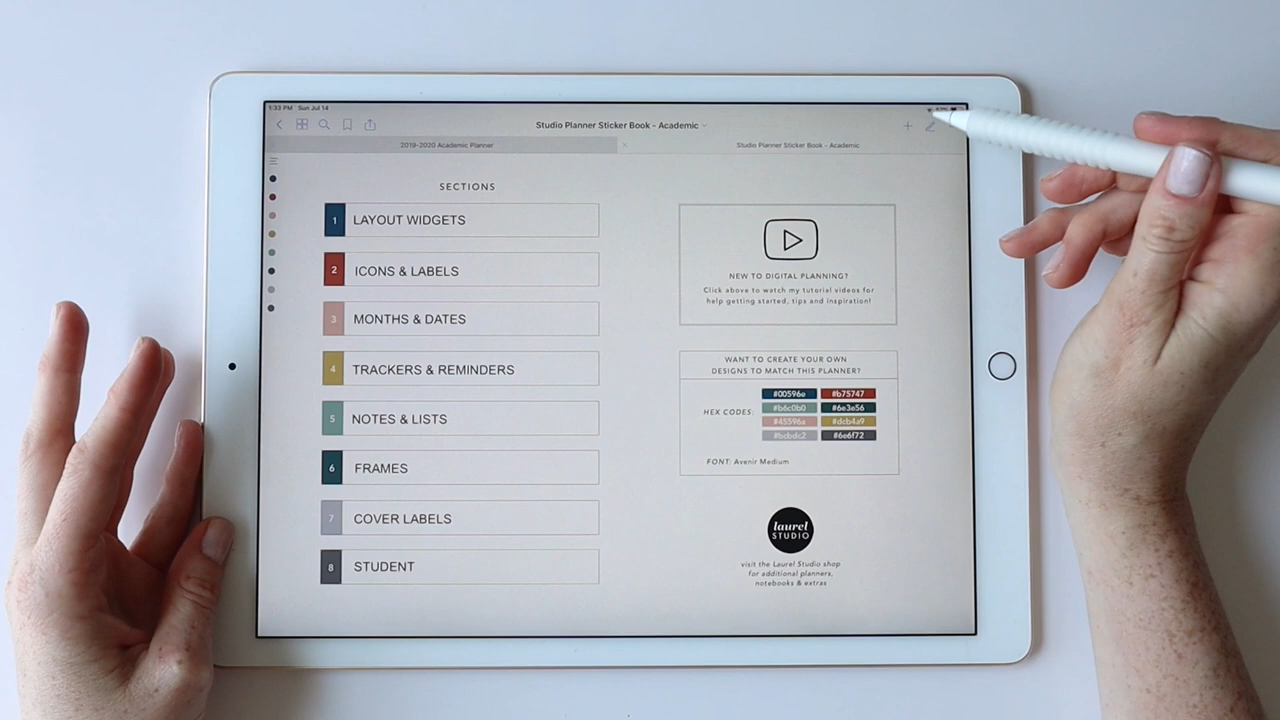 1:33 PM Sun Jul 14
Studio Planner Sticker Book - Academic
2019-2020 Academic Planner
Studio Planner Sticker Book - Academic
SECTIONS
1 LAYOUT WIDGETS
2 ICONS & LABELS
3 MONTHS & DATES
4 TRACKERS & REMINDERS
5 NOTES & LISTS
6 FRAMES
7 COVER LABELS
8 STUDENT
NEW TO DIGITAL PLANNING?
Click above to watch my tutorial videos for
help getting started, tips and inspiration!
WANT TO CREATE YOUR OWN
DESIGNS TO MATCH THIS PLANNER?
HEX CODES:
#00596e #b75747
#b6c0b0 #6e3e56
#45596a #dcb4a9
#bcbdc2 #6e6f72
FONT: Avenir Medium
laurel
STUDIO
visit the Laurel Studio shop
for additional planners,
notebooks & extras